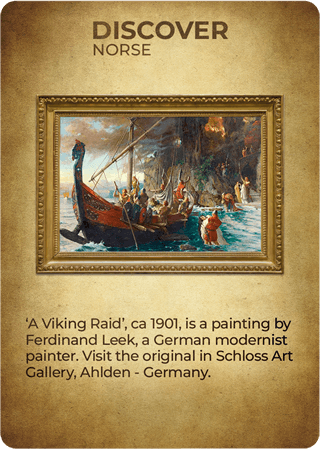 DISCOVER
NORSE
‘A Viking Raid’, ca 1901, is a painting by
Ferdinand Leek, a German modernist
painter. Visit the original in Schloss Art
Gallery, Ahlden - Germany.